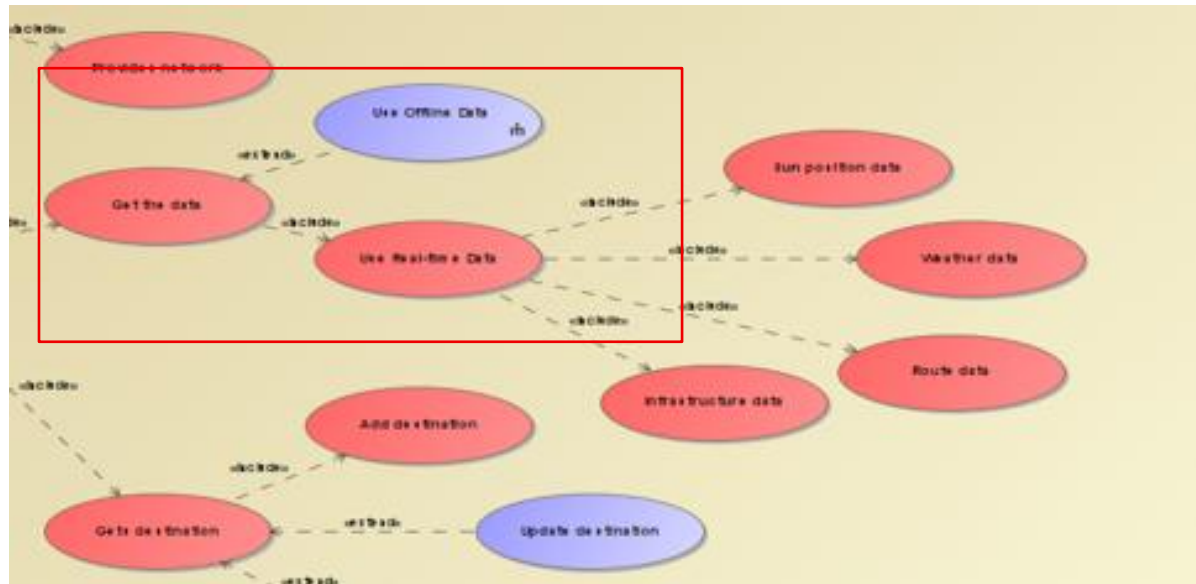 «include»
Provides network
Use Offline Data
«extend»
Sun position data
Get the data
«include»
«include»
Use Real-time Data
«include»
Weather data
«include»
«include»
Route data
«include»
Infrastructure data
Add destination
«include»
Gets destination
«extend»
Update destination
«extend»